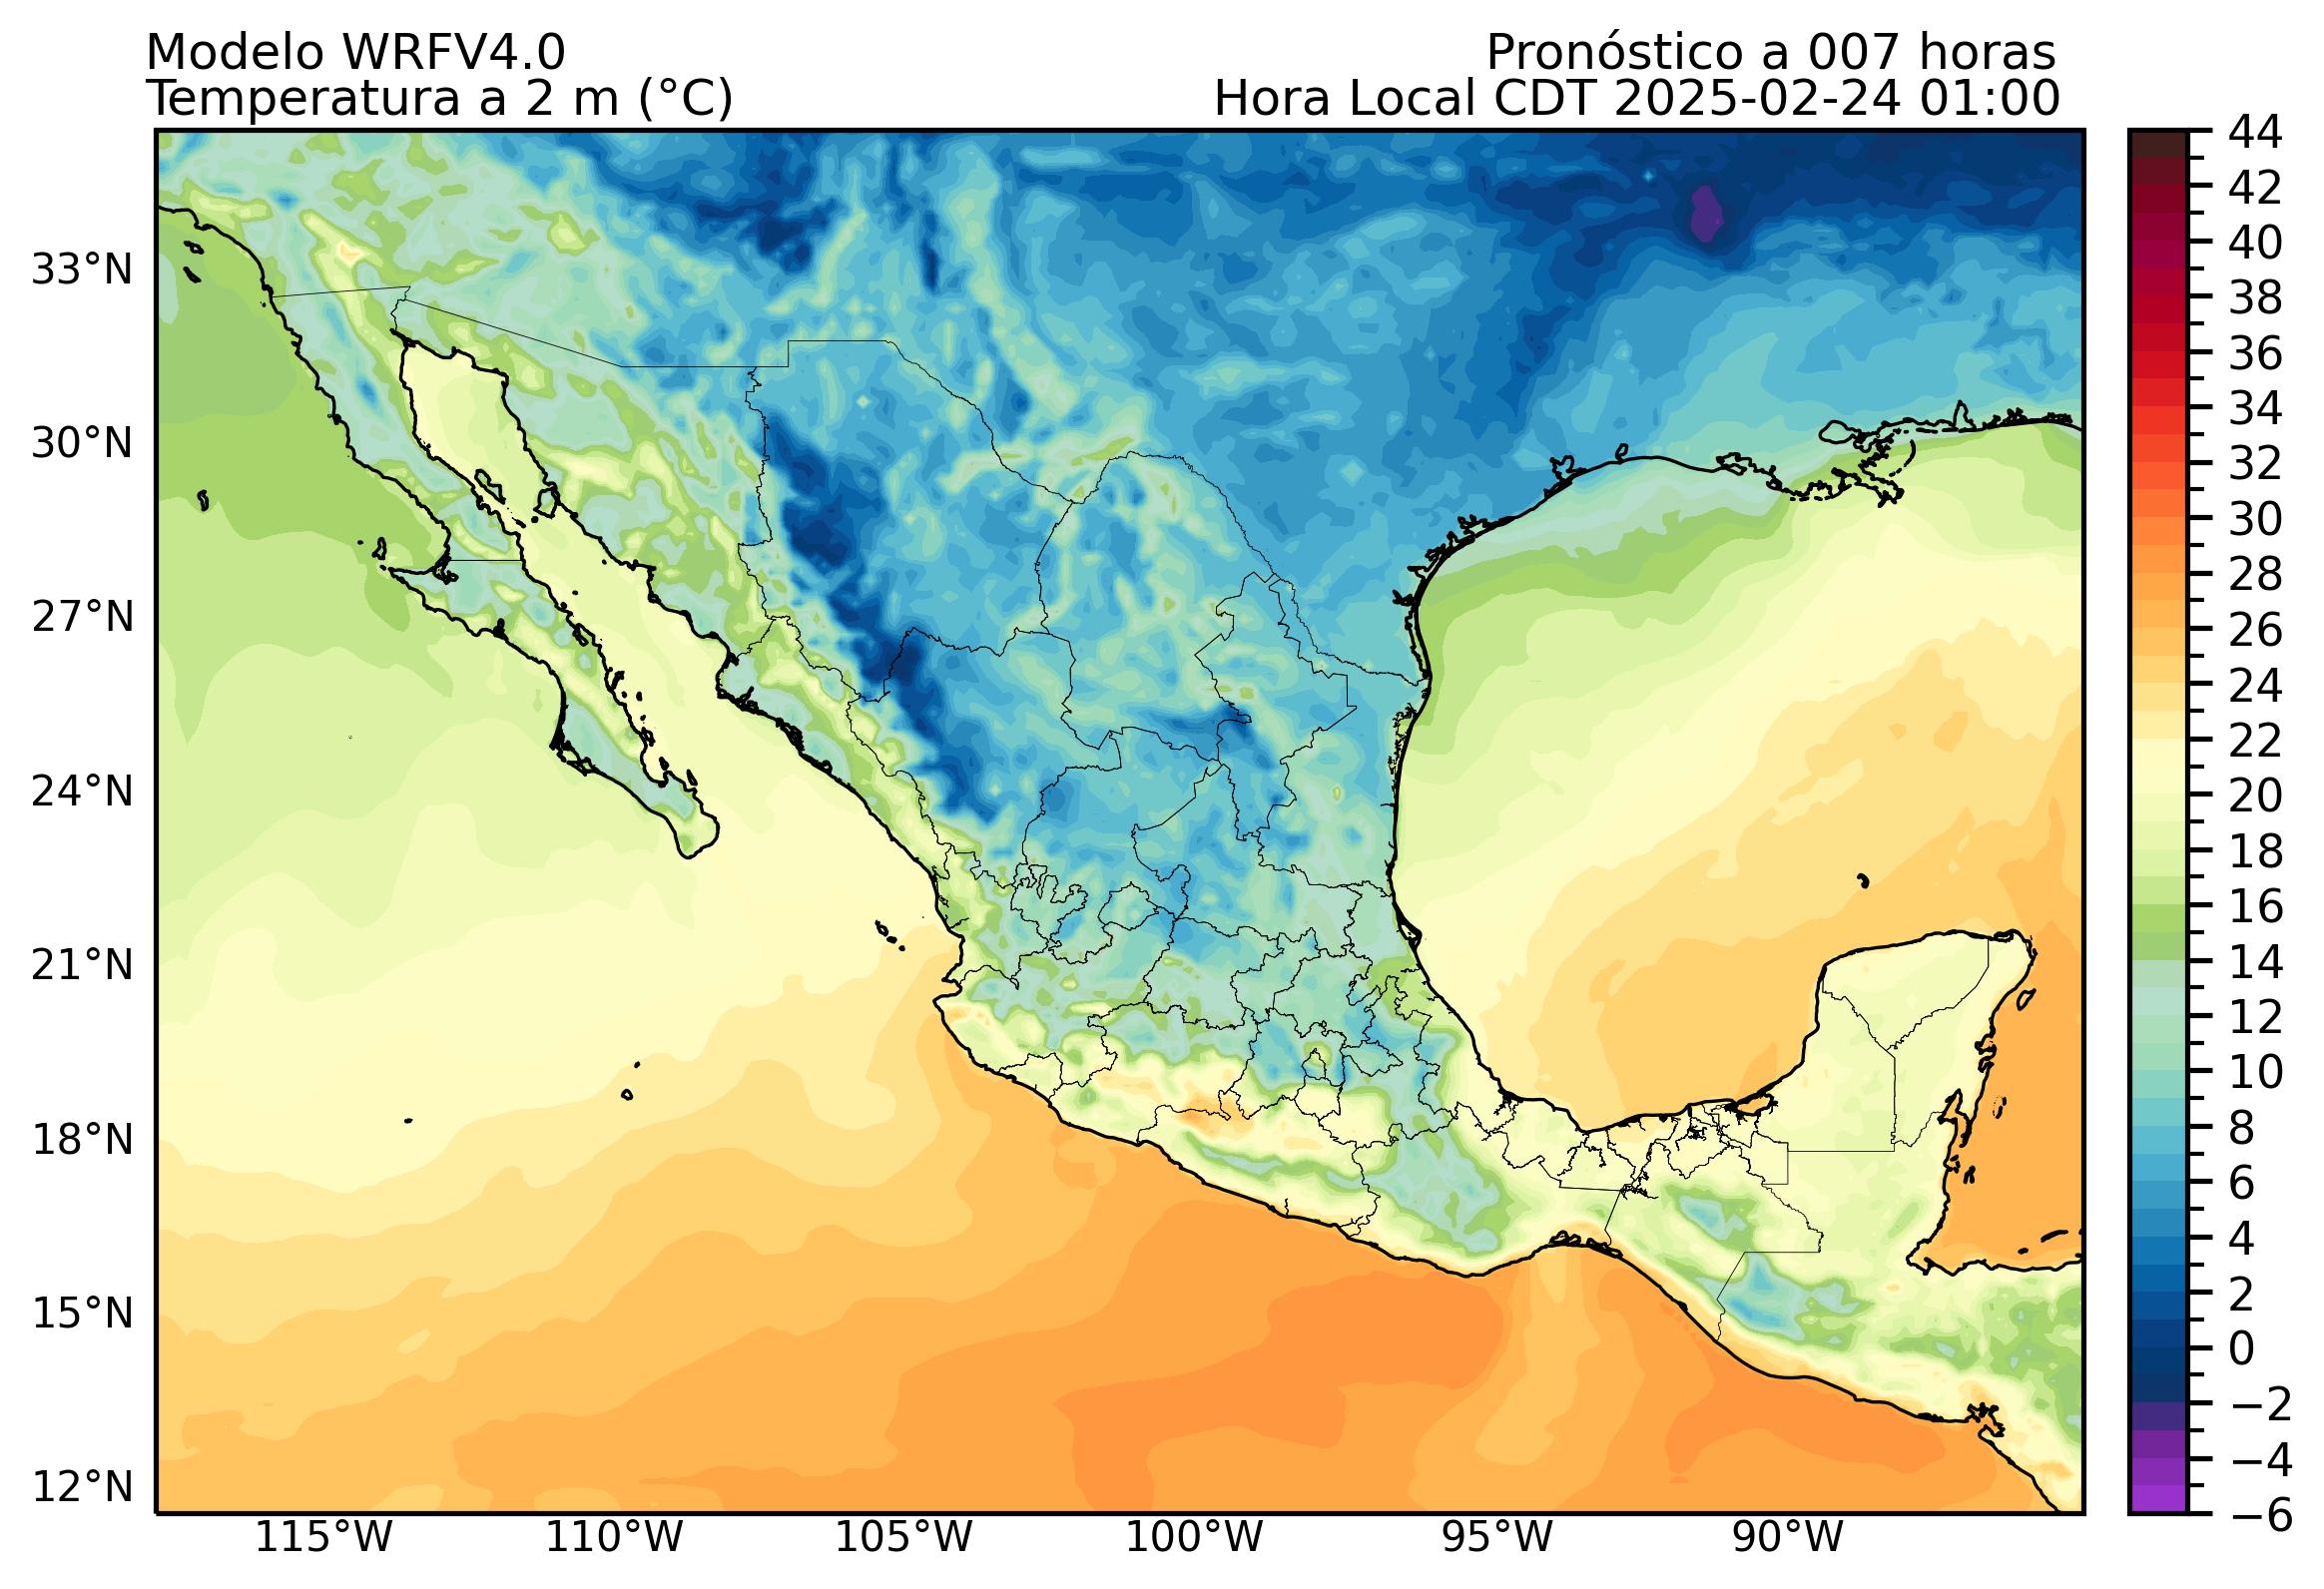 Modelo WRFV4.0
Pronóstico a 007 horas
Temperatura a 2 m (°C)
Hora Local CDT 2025-02-24 01:00
33°N
30°N
27°N
24°N
21°N
18°N
15°N
12°N
115°W
110°W
105°W
100°W
95°W
90°W
44
42
40
38
36
34
32
30
28
26
24
22
20
18
16
14
12
10
8
6
4
2
0
−2
−4
−6